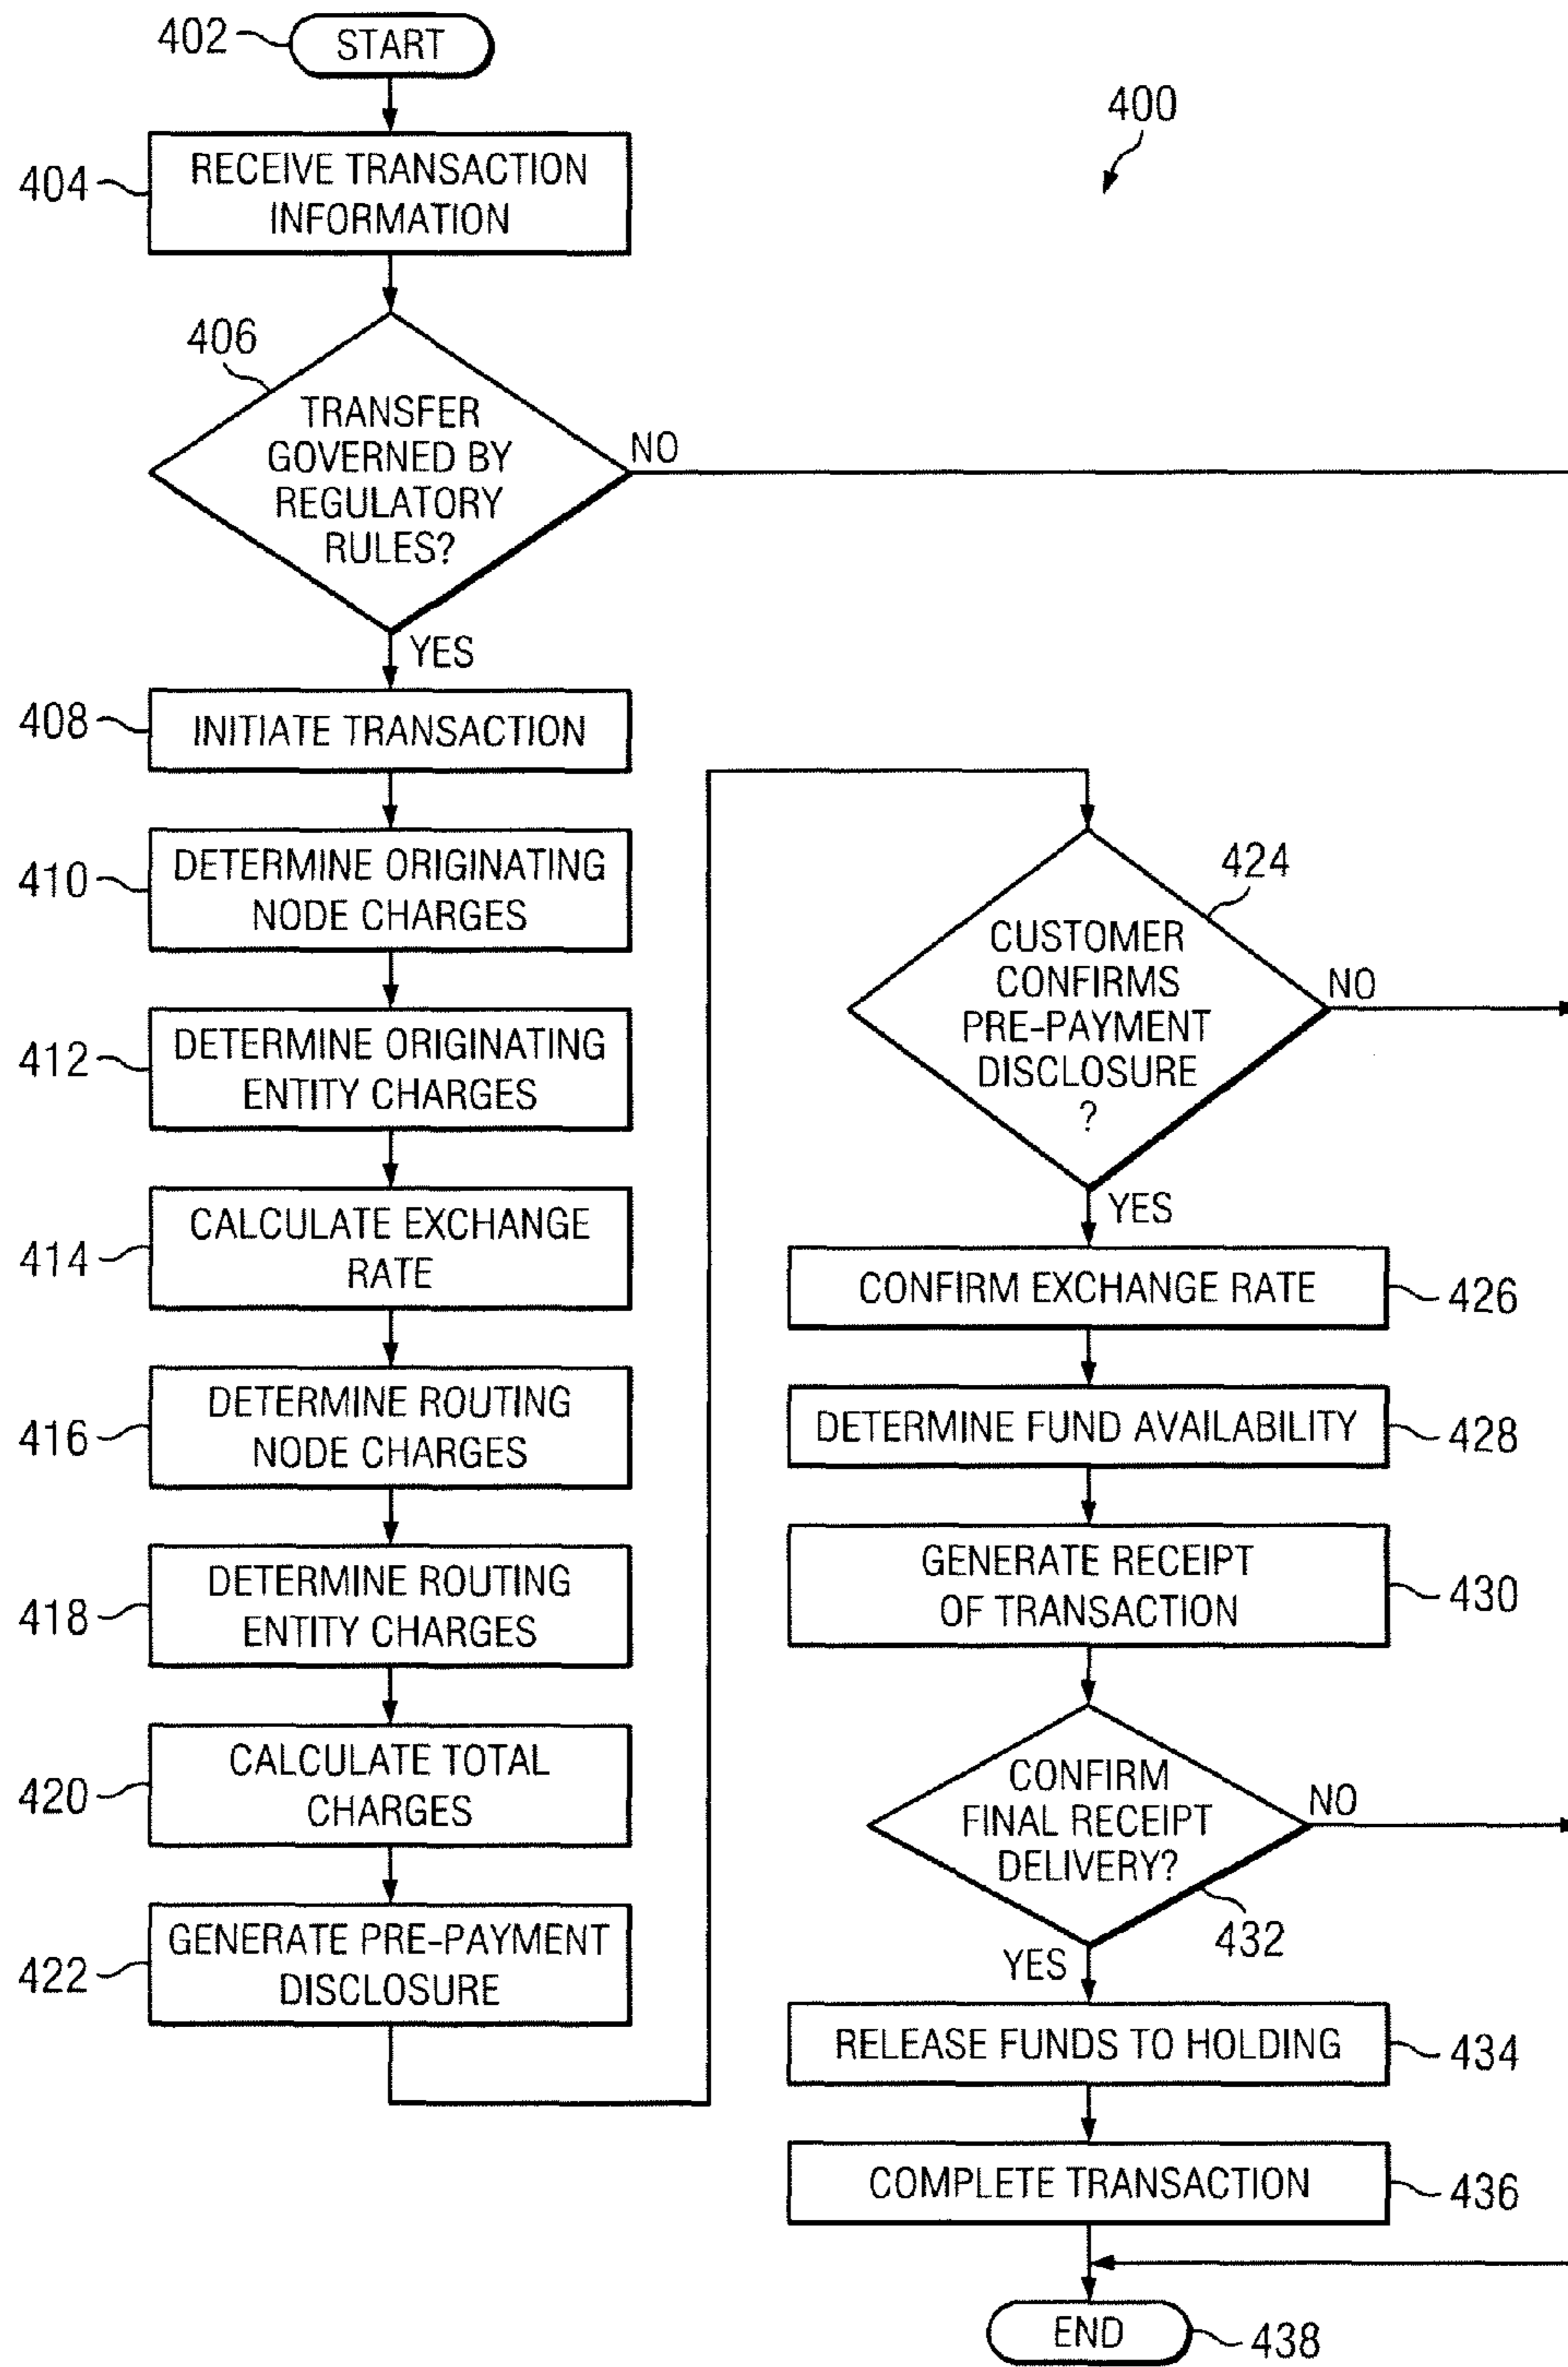 402
START
400
404
RECEIVE TRANSACTION
INFORMATION
406
TRANSFER
GOVERNED BY
REGULATORY
RULES?
NO
YES
408
INITIATE TRANSACTION
410
DETERMINE ORIGINATING
NODE CHARGES
412
DETERMINE ORIGINATING
ENTITY CHARGES
414
CALCULATE EXCHANGE
RATE
416
DETERMINE ROUTING
NODE CHARGES
418
DETERMINE ROUTING
ENTITY CHARGES
420
CALCULATE TOTAL
CHARGES
422
GENERATE PRE-PAYMENT
DISCLOSURE
424
CUSTOMER
CONFIRMS
PRE-PAYMENT
DISCLOSURE
?
NO
YES
CONFIRM EXCHANGE RATE
426
DETERMINE FUND AVAILABILITY
428
GENERATE RECEIPT
OF TRANSACTION
430
CONFIRM
FINAL RECEIPT
DELIVERY?
NO
432
YES
RELEASE FUNDS TO HOLDING
434
COMPLETE TRANSACTION
436
END
438